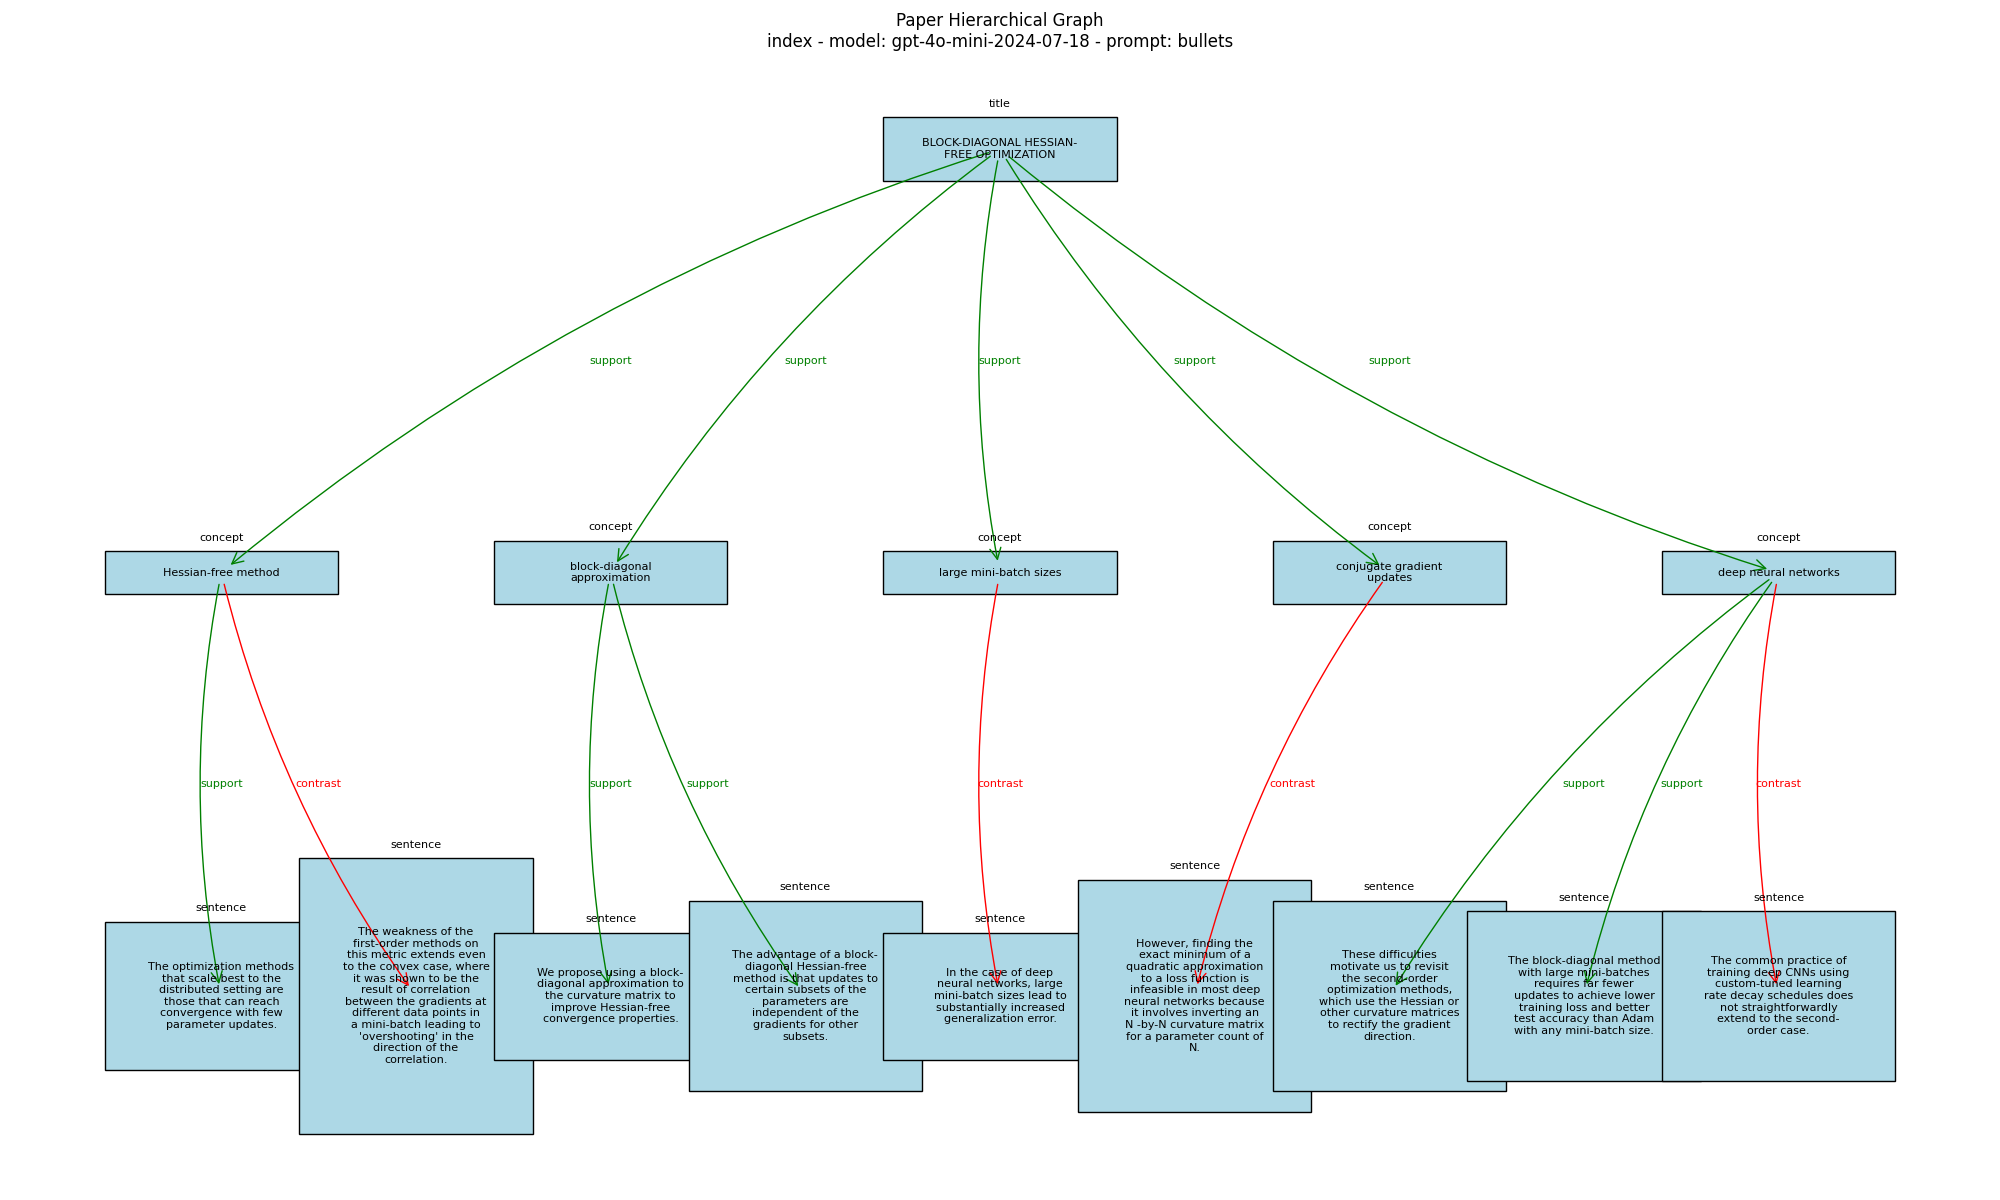 Paper Hierarchical Graph
index - model: gpt-4o-mini-2024-07-18 - prompt: bullets
title
BLOCK-DIAGONAL HESSIAN-
FREE OPTIMIZATION
support
support
support
support
support
concept
Hessian-free method
concept
block-diagonal
approximation
concept
large mini-batch sizes
concept
conjugate gradient
updates
concept
deep neural networks
support
contrast
support
support
contrast
contrast
support
support
contrast
sentence
The optimization methods
that scale best to the
distributed setting are
those that can reach
convergence with few
parameter updates.
sentence
The weakness of the
first-order methods on
this metric extends even
to the convex case, where
it was shown to be the
result of correlation
between the gradients at
different data points in
a mini-batch leading to
'overshooting' in the
direction of the
correlation.
sentence
We propose using a block-
diagonal approximation to
the curvature matrix to
improve Hessian-free
convergence properties.
sentence
The advantage of a block-
diagonal Hessian-free
method is that updates to
certain subsets of the
parameters are
independent of the
gradients for other
subsets.
sentence
In the case of deep
neural networks, large
mini-batch sizes lead to
substantially increased
generalization error.
sentence
However, finding the
exact minimum of a
quadratic approximation
to a loss function is
infeasible in most deep
neural networks because
it involves inverting an
N -by-N curvature matrix
for a parameter count of
N.
sentence
These difficulties
motivate us to revisit
the second-order
optimization methods,
which use the Hessian or
other curvature matrices
to rectify the gradient
direction.
sentence
The block-diagonal method
with large mini-batches
requires far fewer
updates to achieve lower
training loss and better
test accuracy than Adam
with any mini-batch size.
sentence
The common practice of
training deep CNNs using
custom-tuned learning
rate decay schedules does
not straightforwardly
extend to the second-
order case.